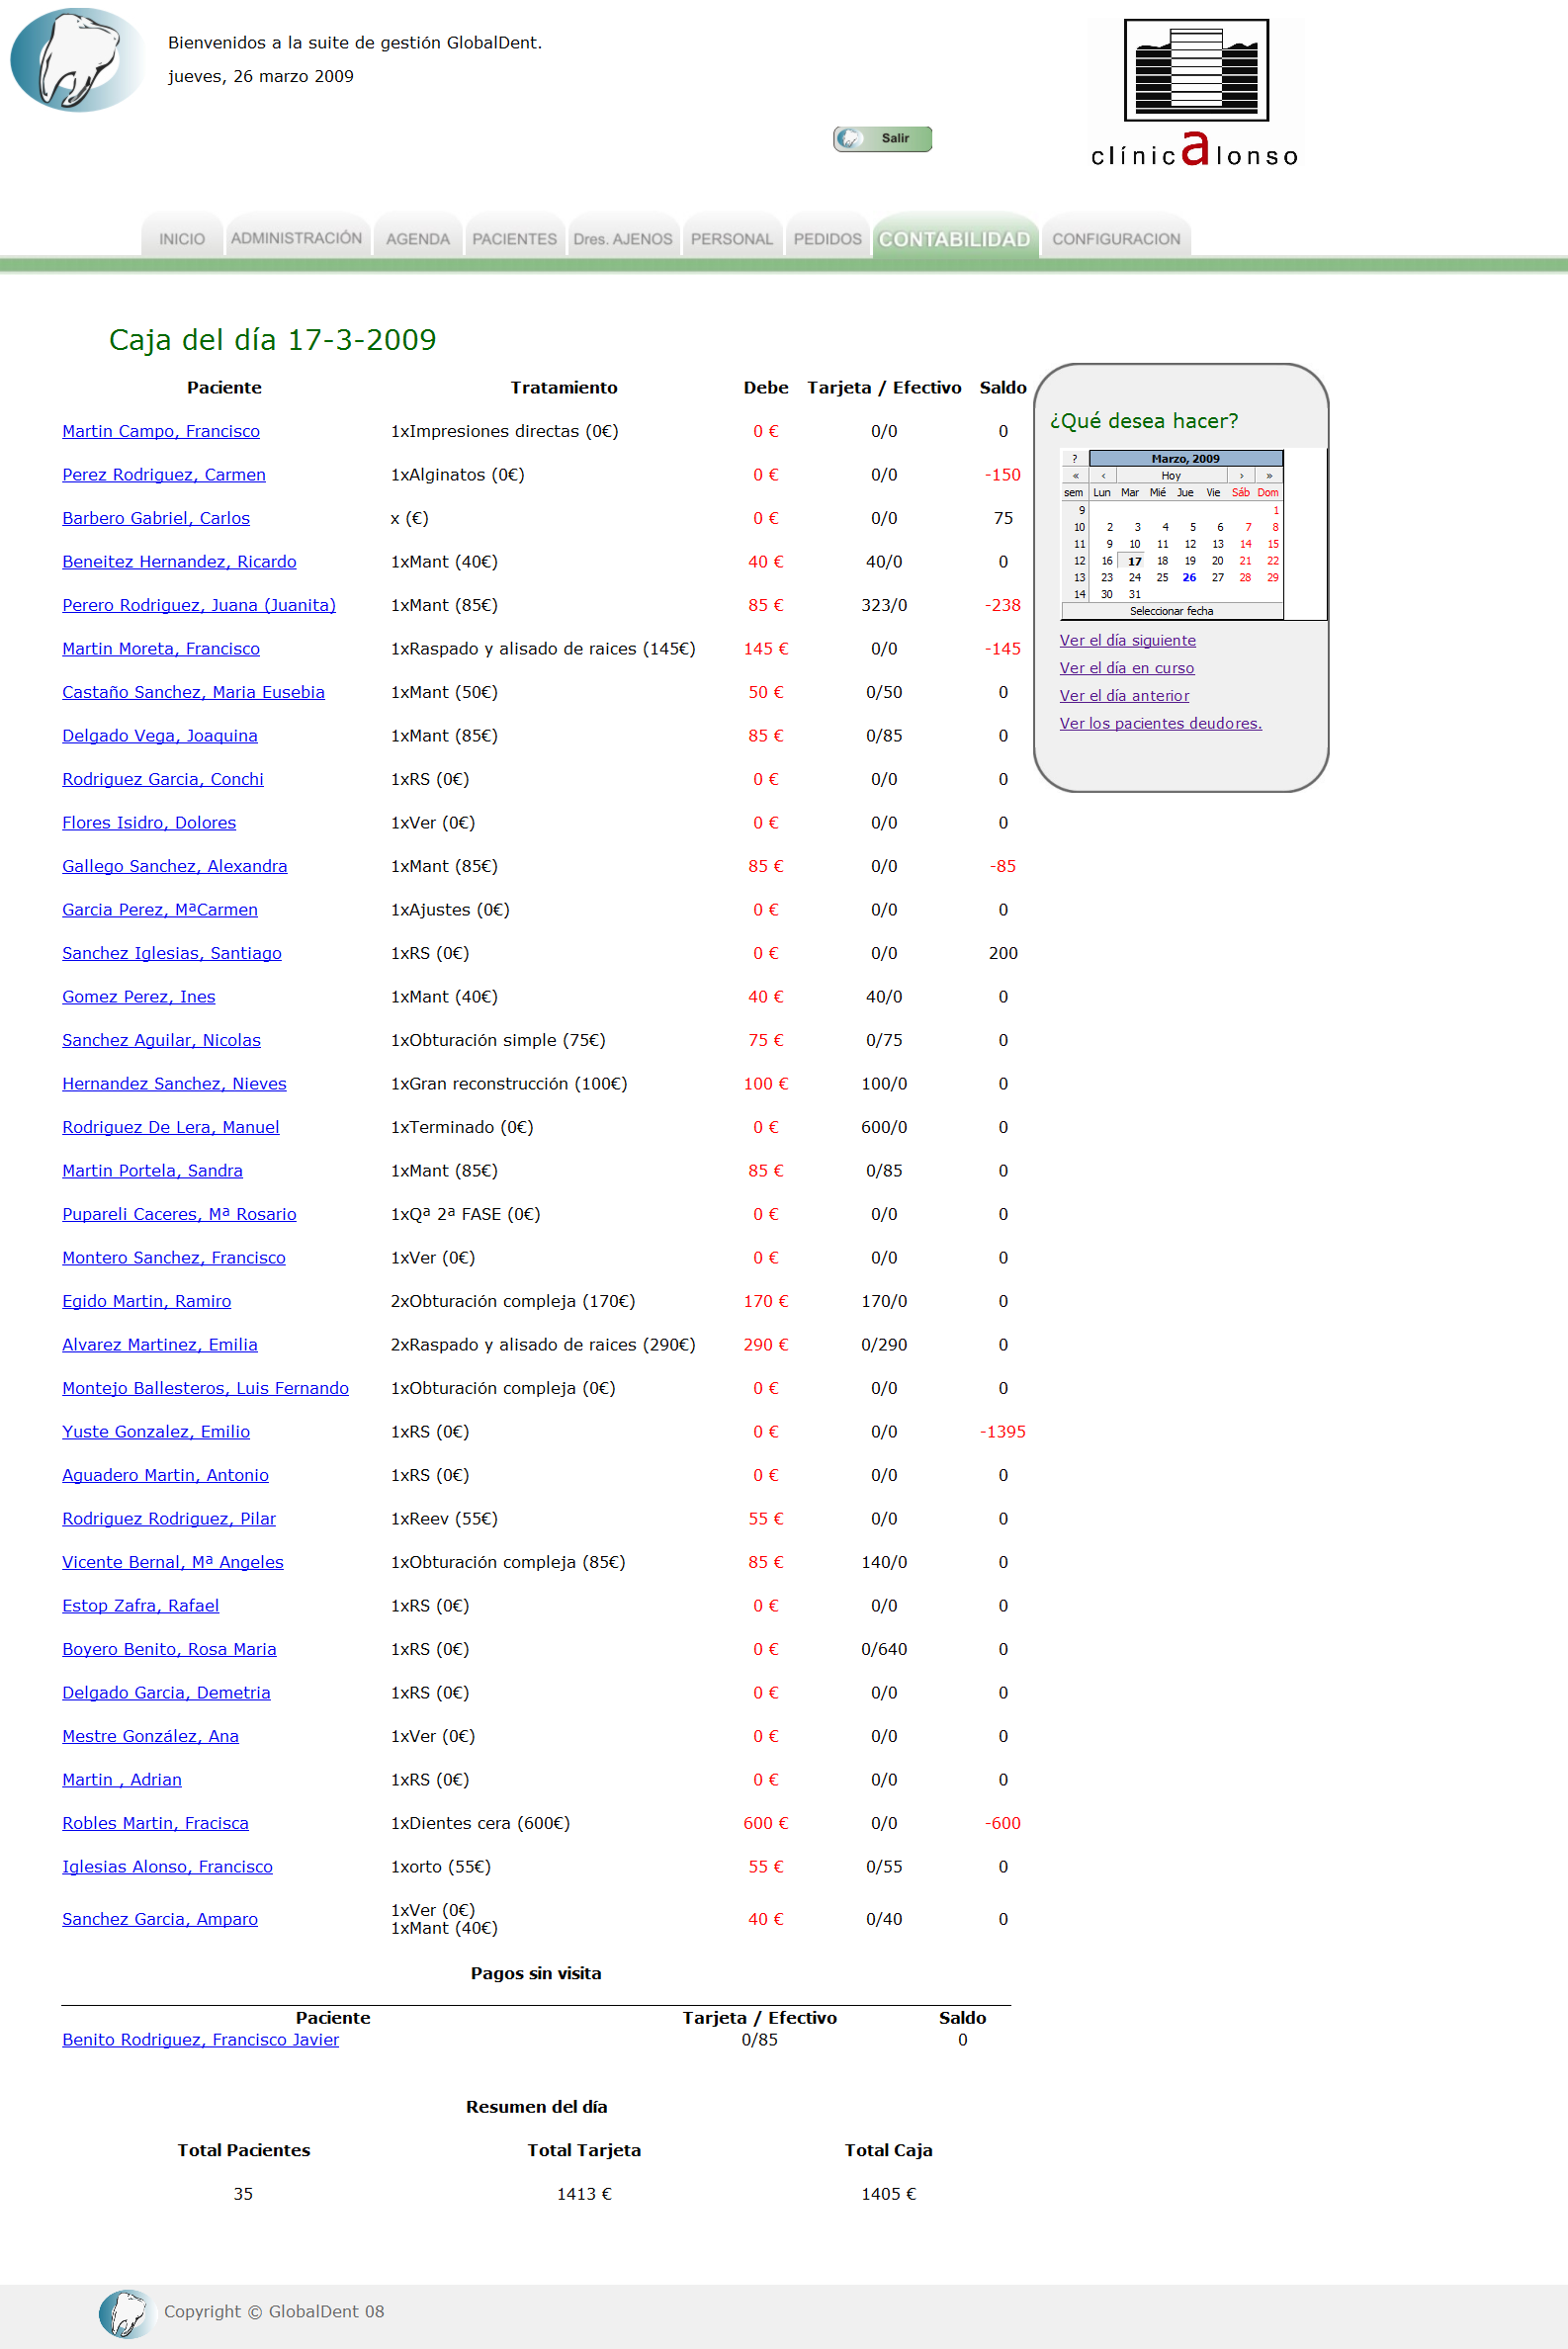 Bienvenidos a la suite de gestión GlobalDent.
jueves, 26 marzo 2009
Salir
clínicAlonso
INICIO ADMINISTRACIÓN AGENDA PACIENTES Dres. AJENOS PERSONAL PEDIDOS CONTABILIDAD CONFIGURACION
Caja del día 17-3-2009
Paciente Tratamiento Debe Tarjeta / Efectivo Saldo
Martin Campo, Francisco 1xImpresiones directas (0€) 0 € 0/0 0
Perez Rodriguez, Carmen 1xAlginatos (0€) 0 € 0/0 -150
Barbero Gabriel, Carlos x (€) 0 € 0/0 75
Beneitez Hernandez, Ricardo 1xMant (40€) 40 € 40/0 0
Perero Rodriguez, Juana (Juanita) 1xMant (85€) 85 € 323/0 -238
Martin Moreta, Francisco 1xRaspado y alisado de raices (145€) 145 € 0/0 -145
Castaño Sanchez, Maria Eusebia 1xMant (50€) 50 € 0/50 0
Delgado Vega, Joaquina 1xMant (85€) 85 € 0/85 0
Rodriguez Garcia, Conchi 1xRS (0€) 0 € 0/0 0
Flores Isidro, Dolores 1xVer (0€) 0 € 0/0 0
Gallego Sanchez, Alexandra 1xMant (85€) 85 € 0/0 -85
Garcia Perez, MªCarmen 1xAjustes (0€) 0 € 0/0 0
Sanchez Iglesias, Santiago 1xRS (0€) 0 € 0/0 200
Gomez Perez, Ines 1xMant (40€) 40 € 40/0 0
Sanchez Aguilar, Nicolas 1xObturación simple (75€) 75 € 0/75 0
Hernandez Sanchez, Nieves 1xGran reconstrucción (100€) 100 € 100/0 0
Rodriguez De Lera, Manuel 1xTerminado (0€) 0 € 600/0 0
Martin Portela, Sandra 1xMant (85€) 85 € 0/85 0
Pupareli Caceres, Mª Rosario 1xQª 2ª FASE (0€) 0 € 0/0 0
Montero Sanchez, Francisco 1xVer (0€) 0 € 0/0 0
Egido Martin, Ramiro 2xObturación compleja (170€) 170 € 170/0 0
Alvarez Martinez, Emilia 2xRaspado y alisado de raices (290€) 290 € 0/290 0
Montejo Ballesteros, Luis Fernando 1xObturación compleja (0€) 0 € 0/0 0
Yuste Gonzalez, Emilio 1xRS (0€) 0 € 0/0 -1395
Aguadero Martin, Antonio 1xRS (0€) 0 € 0/0 0
Rodriguez Rodriguez, Pilar 1xReev (55€) 55 € 0/0 0
Vicente Bernal, Mª Angeles 1xObturación compleja (85€) 85 € 140/0 0
Estop Zafra, Rafael 1xRS (0€) 0 € 0/0 0
Boyero Benito, Rosa Maria 1xRS (0€) 0 € 0/640 0
Delgado Garcia, Demetria 1xRS (0€) 0 € 0/0 0
Mestre González, Ana 1xVer (0€) 0 € 0/0 0
Martin , Adrian 1xRS (0€) 0 € 0/0 0
Robles Martin, Fracisca 1xDientes cera (600€) 600 € 0/0 -600
Iglesias Alonso, Francisco 1xorto (55€) 55 € 0/55 0
Sanchez Garcia, Amparo 1xVer (0€)
1xMant (40€) 40 € 0/40 0
Pagos sin visita
Paciente Tarjeta / Efectivo Saldo
Benito Rodriguez, Francisco Javier 0/85 0
Resumen del día
Total Pacientes Total Tarjeta Total Caja
35 1413 € 1405 €
¿Qué desea hacer?
? Marzo, 2009
« ‹ Hoy › »
sem Lun Mar Mié Jue Vie Sáb Dom
9 1
10 2 3 4 5 6 7 8
11 9 10 11 12 13 14 15
12 16 17 18 19 20 21 22
13 23 24 25 26 27 28 29
14 30 31
Seleccionar fecha
Ver el día siguiente
Ver el día en curso
Ver el día anterior
Ver los pacientes deudores.
Copyright © GlobalDent 08